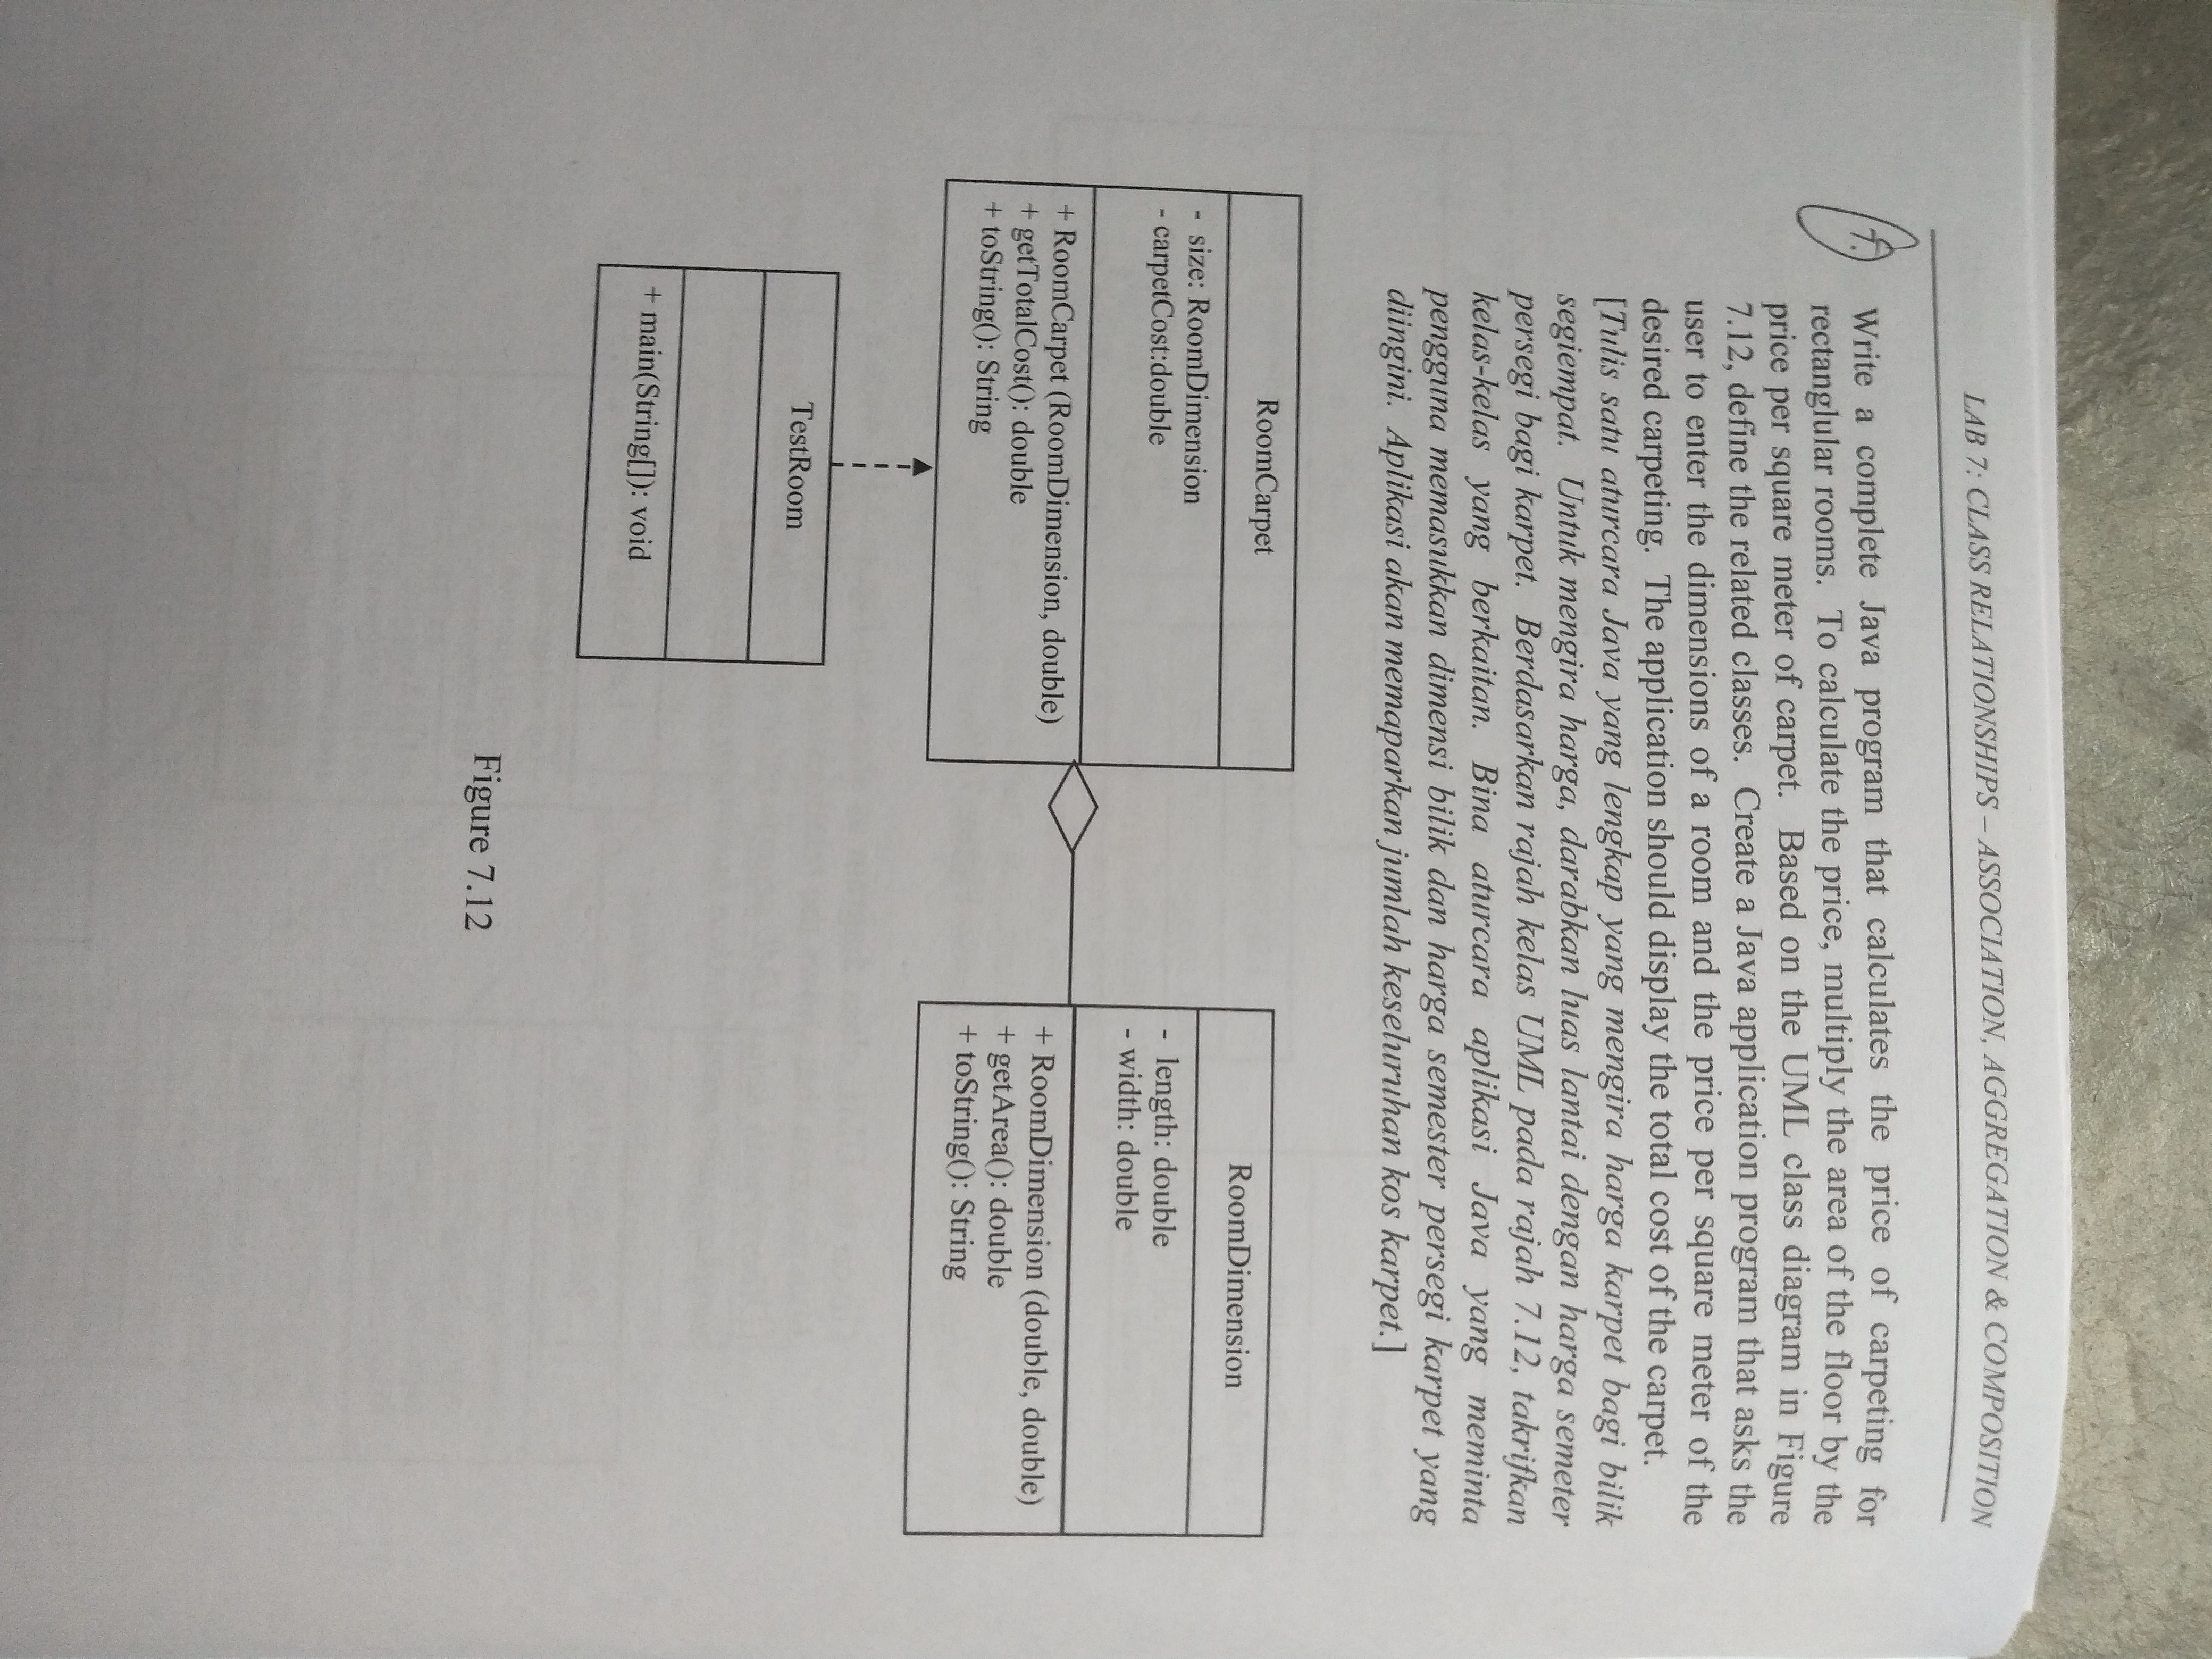 LAB 7: CLASS RELATIONSHIPS – ASSOCIATION, AGGREGATION & COMPOSITION
7. Write a complete Java program that calculates the price of carpeting for
rectanglular rooms. To calculate the price, multiply the area of the floor by the
price per square meter of carpet. Based on the UML class diagram in Figure
7.12, define the related classes. Create a Java application program that asks the
user to enter the dimensions of a room and the price per square meter of the
desired carpeting. The application should display the total cost of the carpet.
[Tulis satu aturcara Java yang lengkap yang mengira harga karpet bagi bilik
segiempat. Untuk mengira harga, darabkan luas lantai dengan harga semeter
persegi bagi karpet. Berdasarkan rajah kelas UML pada rajah 7.12, takrifkan
kelas-kelas yang berkaitan. Bina aturcara aplikasi Java yang meminta
pengguna memasukkan dimensi bilik dan harga semester persegi karpet yang
diingini. Aplikasi akan memaparkan jumlah keseluruhan kos karpet.]
RoomCarpet
- size: RoomDimension
- carpetCost:double
+ RoomCarpet (RoomDimension, double)
+ getTotalCost(): double
+ toString(): String
RoomDimension
- length: double
- width: double
+ RoomDimension (double, double)
+ getArea(): double
+ toString(): String
TestRoom
+ main(String[]): void
Figure 7.12